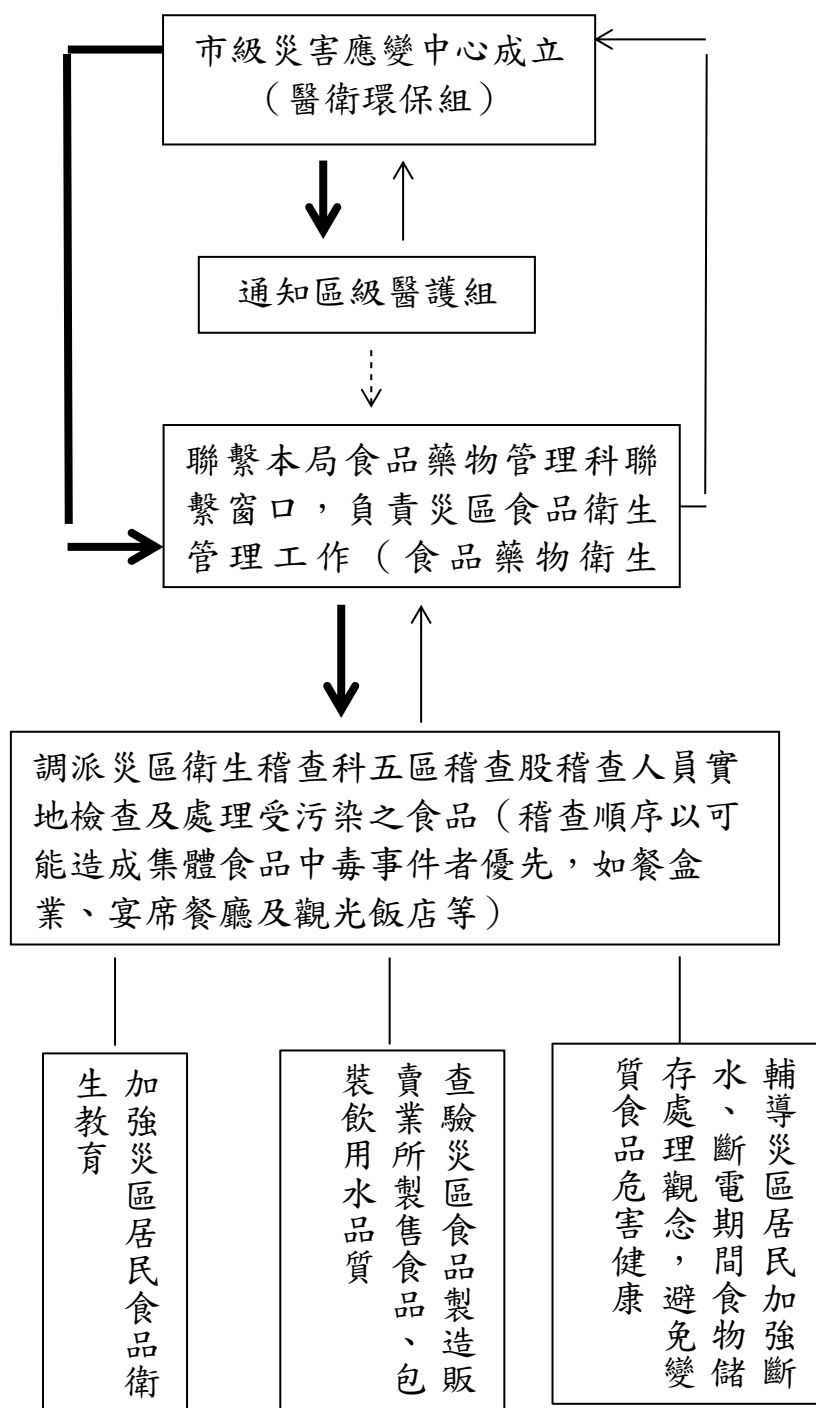 市級災害應變中心成立
（醫衛環保組）
通知區級醫護組
聯繫本局食品藥物管理科聯
繫窗口，負責災區食品衛生
管理工作（食品藥物衛生
調派災區衛生稽查科五區稽查股稽查人員實
地檢查及處理受污染之食品（稽查順序以可
能造成集體食品中毒事件者優先，如餐盒
業、宴席餐廳及觀光飯店等）
加強災區居民食品衛
生教育
查驗災區食品製造販
賣業所製售食品、包
裝飲用水品質
輔導災區居民加強斷
水、斷電期間食物儲
存處理觀念，避免變
質食品危害健康